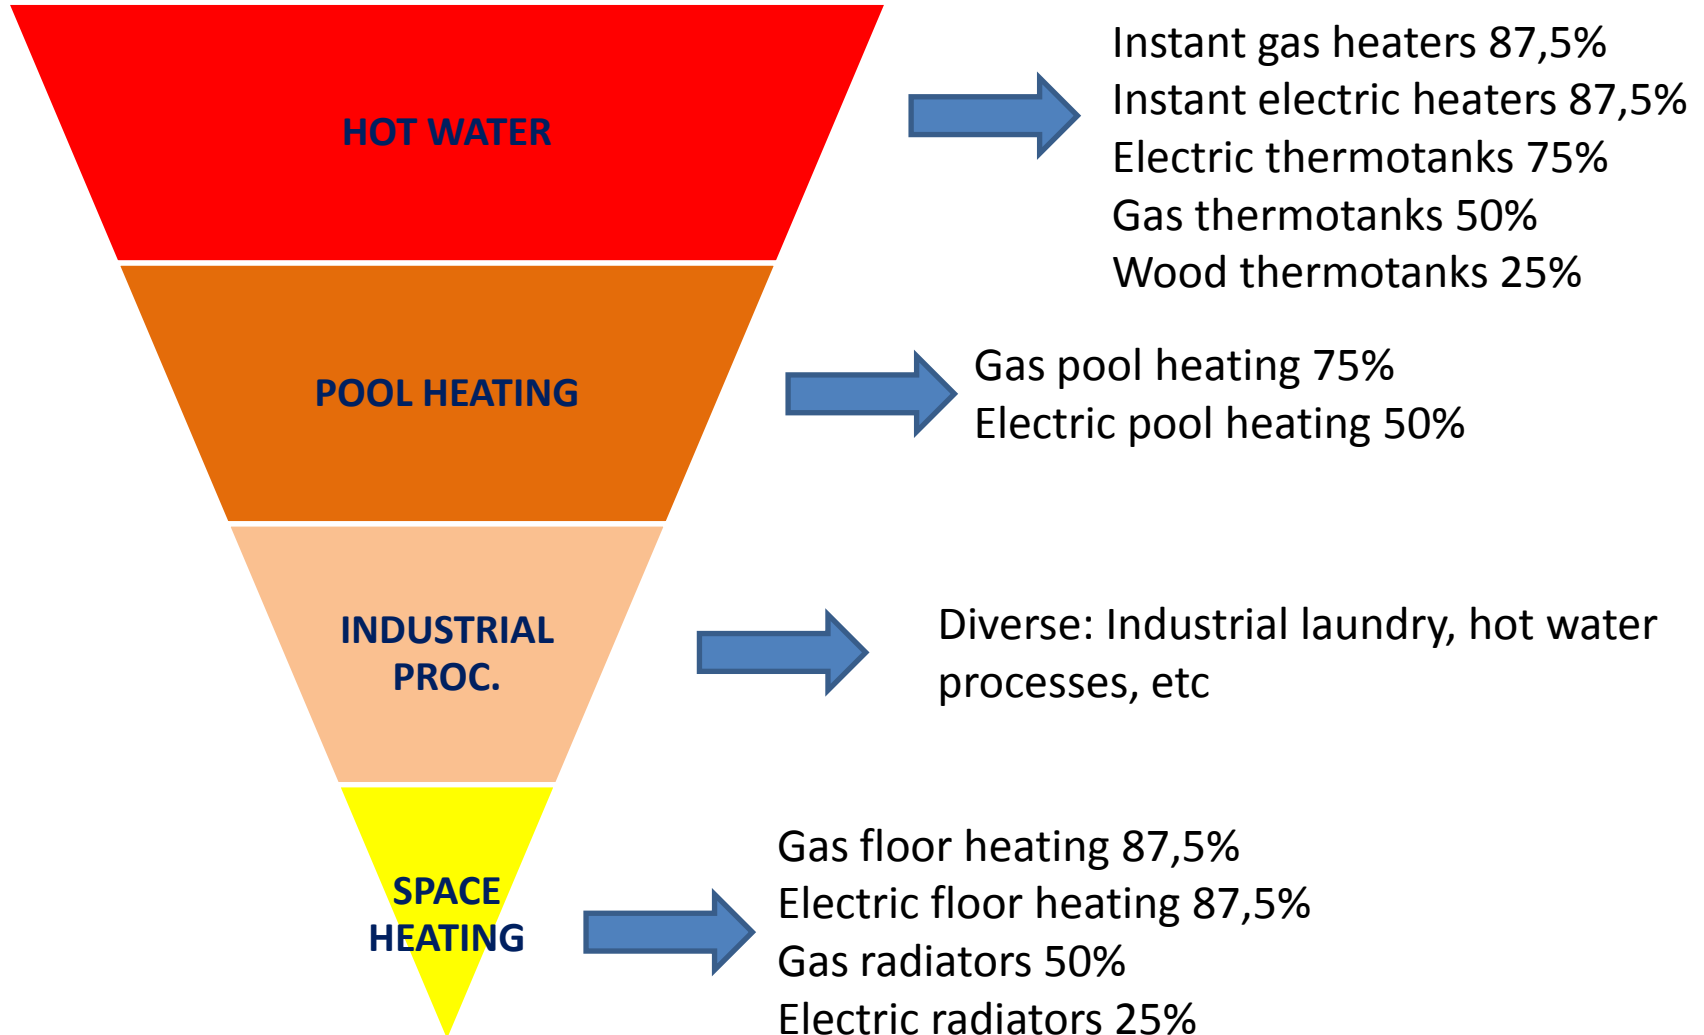 HOT WATER
Instant gas heaters 87,5%
Instant electric heaters 87,5%
Electric thermotanks 75%
Gas thermotanks 50%
Wood thermotanks 25%
POOL HEATING
Gas pool heating 75%
Electric pool heating 50%
INDUSTRIAL
PROC.
Diverse: Industrial laundry, hot water
processes, etc
SPACE
HEATING
Gas floor heating 87,5%
Electric floor heating 87,5%
Gas radiators 50%
Electric radiators 25%